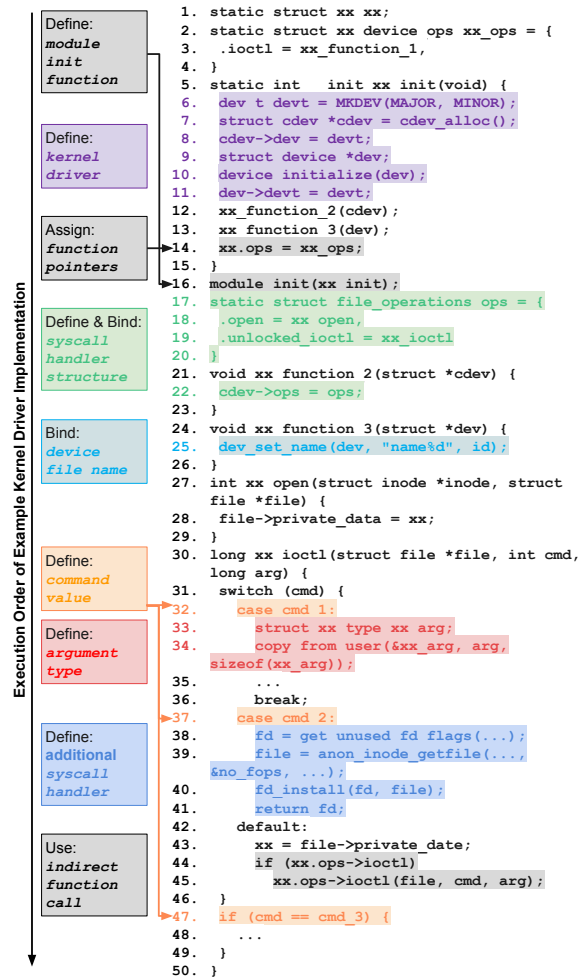 Execution Order of Example Kernel Driver Implementation
Define:
module
init
function
Define:
kernel
driver
Assign:
function
pointers
Define & Bind:
syscall
handler
structure
Bind:
device
file name
Define:
command
value
Define:
argument
type
Define:
additional
syscall
handler
Use:
indirect
function
call
1. static struct xx xx;
2. static struct xx device ops xx_ops = {
3. .ioctl = xx_function_1,
4. }
5. static int   init xx init(void) {
6. dev t devt = MKDEV(MAJOR, MINOR);
7. struct cdev *cdev = cdev_alloc();
8. cdev->dev = devt;
9. struct device *dev;
10. device initialize(dev);
11. dev->devt = devt;
12. xx_function_2(cdev);
13. xx function 3(dev);
14. xx.ops = xx_ops;
15. }
16. module init(xx init);
17. static struct file_operations ops = {
18. .open = xx open,
19. .unlocked_ioctl = xx_ioctl
20. }
21. void xx function 2(struct *cdev) {
22. cdev->ops = ops;
23. }
24. void xx function 3(struct *dev) {
25. dev_set_name(dev, "name%d", id);
26. }
27. int xx open(struct inode *inode, struct
file *file) {
28. file->private_data = xx;
29. }
30. long xx ioctl(struct file *file, int cmd,
long arg) {
31. switch (cmd) {
32. case cmd 1:
33. struct xx type xx arg;
34. copy from user(&xx_arg, arg,
sizeof(xx_arg));
35. ...
36. break;
37. case cmd 2:
38. fd = get unused fd flags(...);
39. file = anon_inode_getfile(...,
&no_fops, ...);
40. fd_install(fd, file);
41. return fd;
42. default:
43. xx = file->private_date;
44. if (xx.ops->ioctl)
45. xx.ops->ioctl(file, cmd, arg);
46. }
47. if (cmd == cmd_3) {
48. ...
49. }
50. }